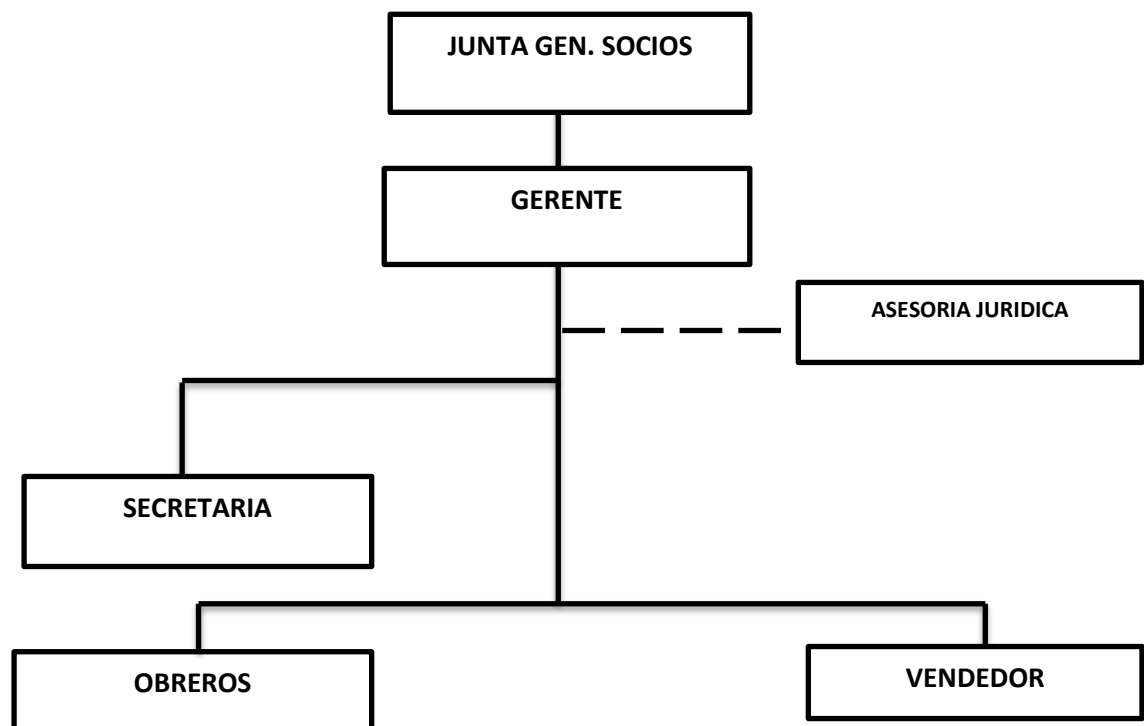 JUNTA GEN. SOCIOS
GERENTE
ASESORIA JURIDICA
SECRETARIA
OBREROS
VENDEDOR